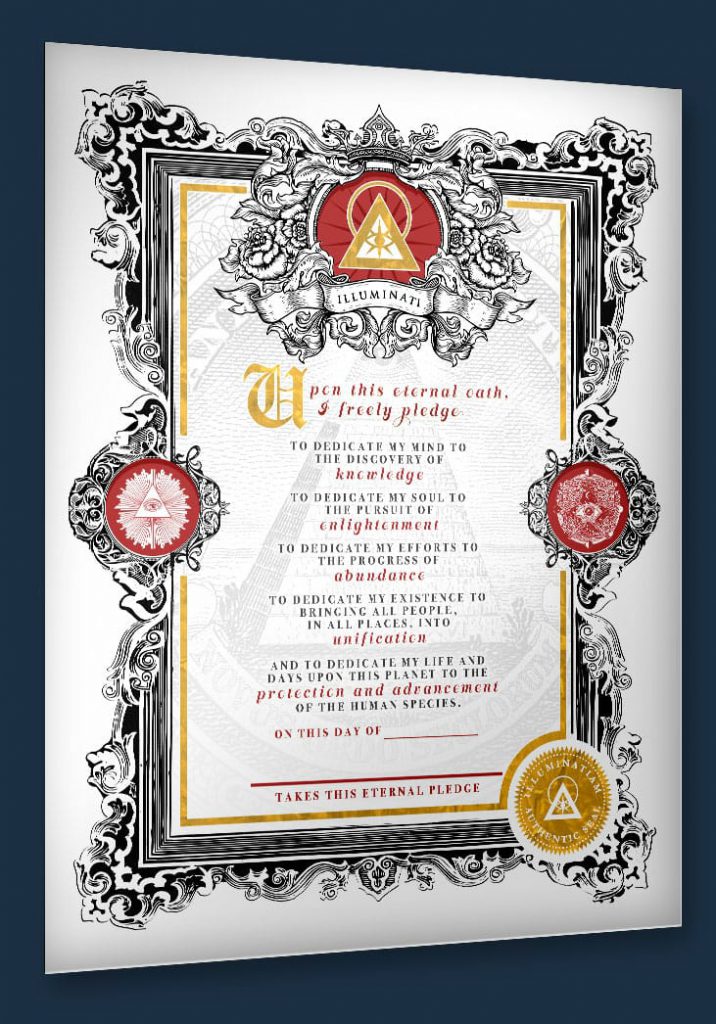 ILLUMINATI
Upon this eternal oath,
I freely pledge
TO DEDICATE MY MIND TO
THE DISCOVERY OF
knowledge
TO DEDICATE MY SOUL TO
THE PURSUIT OF
enlightenment
TO DEDICATE MY EFFORTS TO
THE PROGRESS OF
abundance
TO DEDICATE MY EXISTENCE TO
BRINGING ALL PEOPLE,
IN ALL PLACES, INTO
unification
AND TO DEDICATE MY LIFE AND
DAYS UPON THIS PLANET TO THE
protection and advancement
OF THE HUMAN SPECIES.
ON THIS DAY OF
TAKES THIS ETERNAL PLEDGE
ILLUMINATIAM
AUTHENTIC SEAL